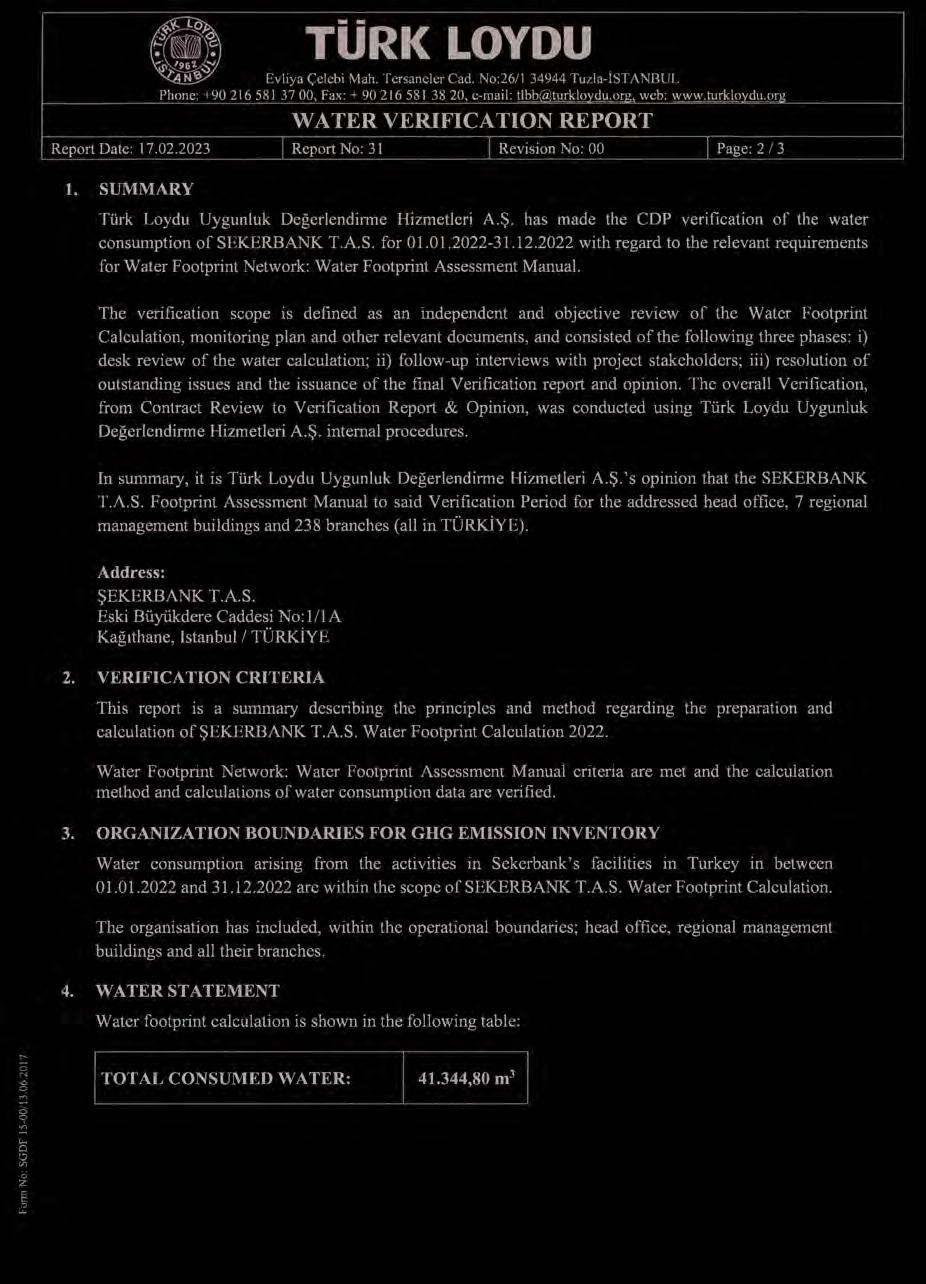 TÜRK LOYDU
TÜRK LOYDU
1962
İSTANBUL
Evliya Çelebi Mah. Tersaneler Cad. No:26/1 34944 Tuzla-İSTANBUL
Phone: +90 216 581 37 00, Fax: + 90 216 581 38 20, e-mail: tlbb@turkloydu.org, web: www.turkloydu.org
WATER VERIFICATION REPORT
Report Date: 17.02.2023 Report No: 31 Revision No: 00 Page: 2 / 3
1. SUMMARY
Türk Loydu Uygunluk Değerlendirme Hizmetleri A.Ş. has made the CDP verification of the water
consumption of SEKERBANK T.A.S. for 01.01.2022-31.12.2022 with regard to the relevant requirements
for Water Footprint Network: Water Footprint Assessment Manual.
The verification scope is defined as an independent and objective review of the Water Footprint
Calculation, monitoring plan and other relevant documents, and consisted of the following three phases: i)
desk review of the water calculation; ii) follow-up interviews with project stakeholders; iii) resolution of
outstanding issues and the issuance of the final Verification report and opinion. The overall Verification,
from Contract Review to Verification Report & Opinion, was conducted using Türk Loydu Uygunluk
Değerlendirme Hizmetleri A.Ş. internal procedures.
In summary, it is Türk Loydu Uygunluk Değerlendirme Hizmetleri A.Ş.'s opinion that the SEKERBANK
T.A.S. Footprint Assessment Manual to said Verification Period for the addressed head office, 7 regional
management buildings and 238 branches (all in TÜRKİYE).
Address:
ŞEKERBANK T.A.S.
Eski Büyükdere Caddesi No:1/1A
Kağıthane, Istanbul / TÜRKİYE
2. VERIFICATION CRITERIA
This report is a summary describing the principles and method regarding the preparation and
calculation of ŞEKERBANK T.A.S. Water Footprint Calculation 2022.
Water Footprint Network: Water Footprint Assessment Manual criteria are met and the calculation
method and calculations of water consumption data are verified.
3. ORGANIZATION BOUNDARIES FOR GHG EMISSION INVENTORY
Water consumption arising from the activities in Sekerbank's facilities in Turkey in between
01.01.2022 and 31.12.2022 are within the scope of SEKERBANK T.A.S. Water Footprint Calculation.
The organisation has included, within the operational boundaries; head office, regional management
buildings and all their branches.
4. WATER STATEMENT
Water footprint calculation is shown in the following table:
TOTAL CONSUMED WATER: 41.344,80 m³
Form No: SGDF 15-00/13.06.2017